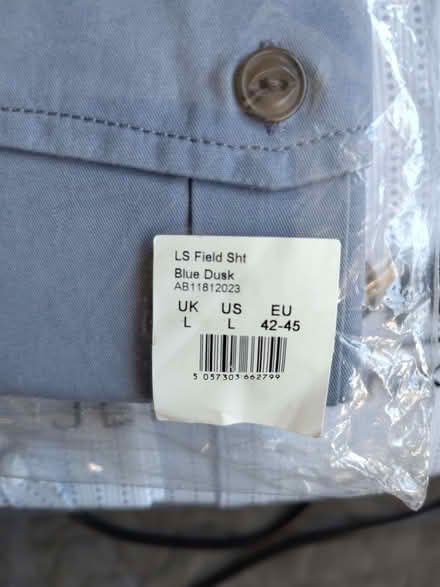 LS Field Sht
Blue Dusk
AB11812023
UK US EU
L L 42-45
5 057303 662799